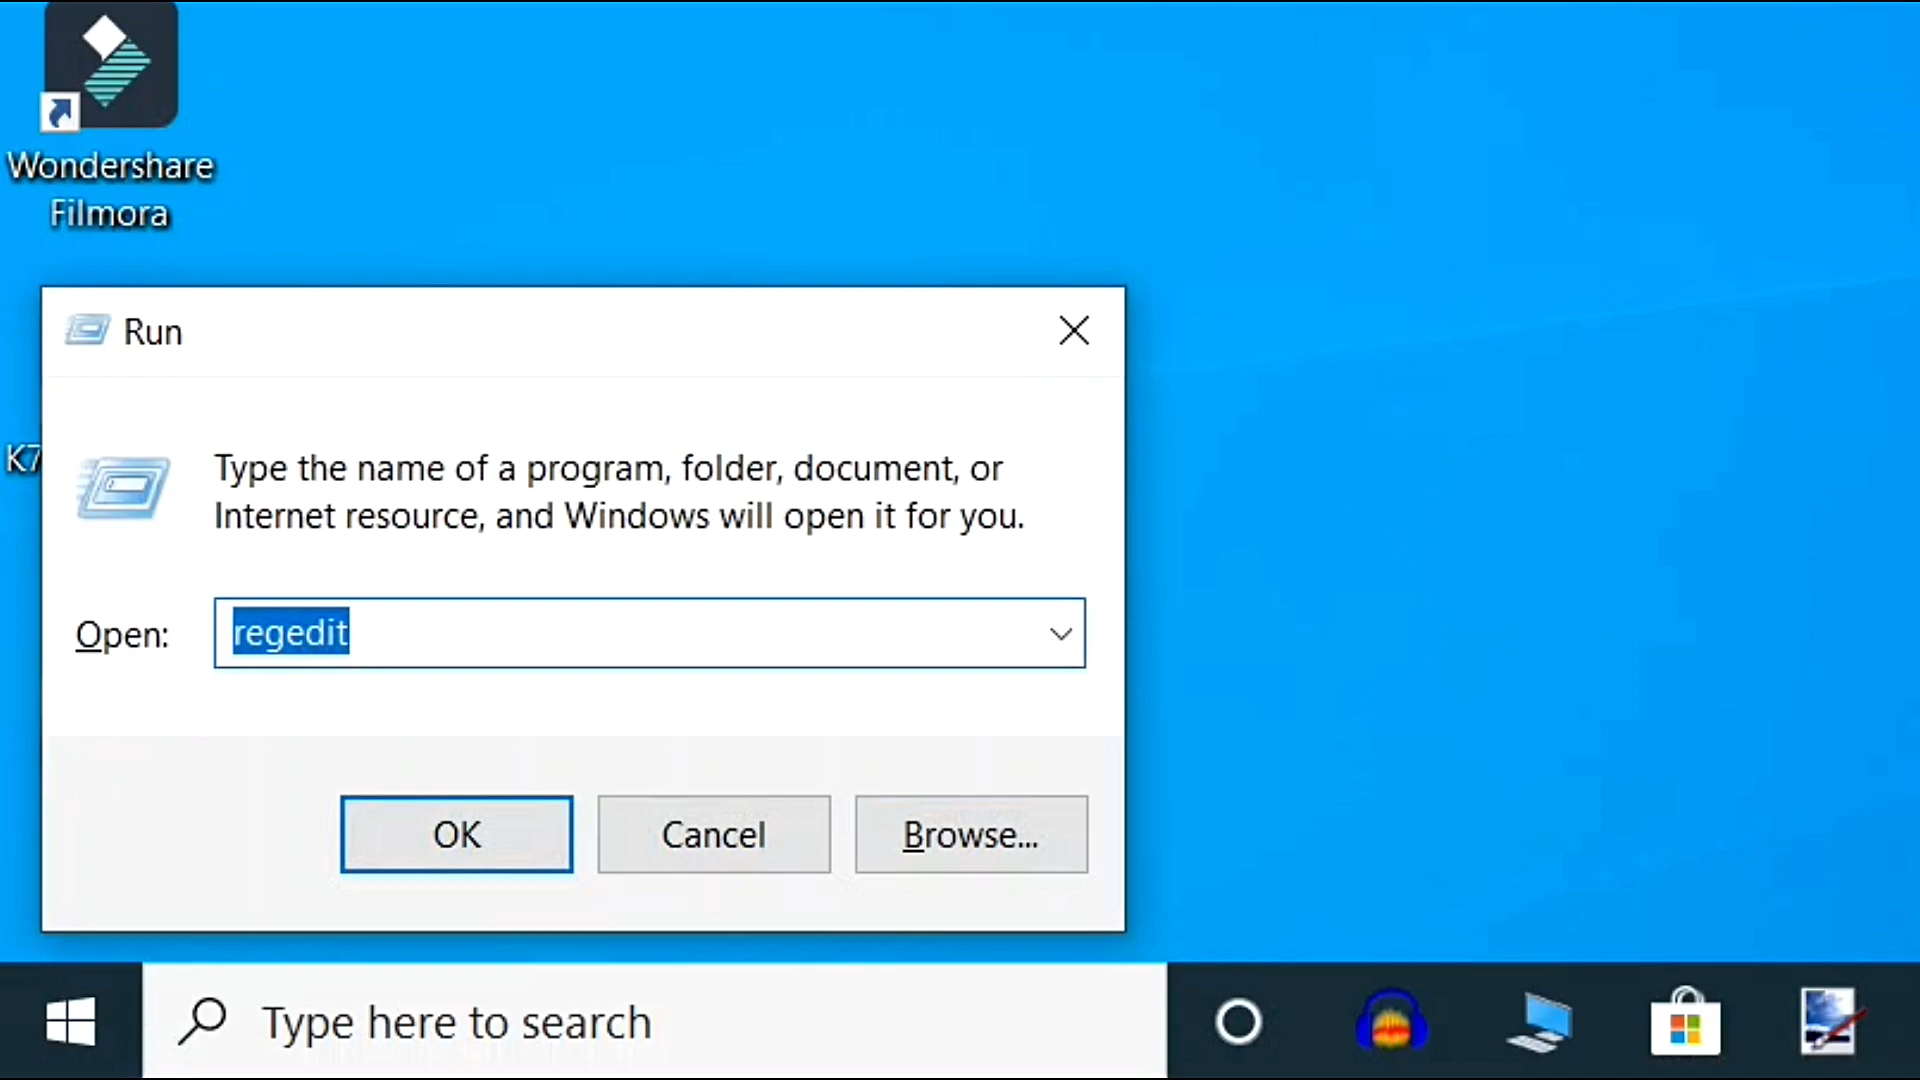 Wondershare
Filmora
Run
K7
Type the name of a program, folder, document, or
Internet resource, and Windows will open it for you.
Open:
regedit
OK
Cancel
Browse...
Type here to search